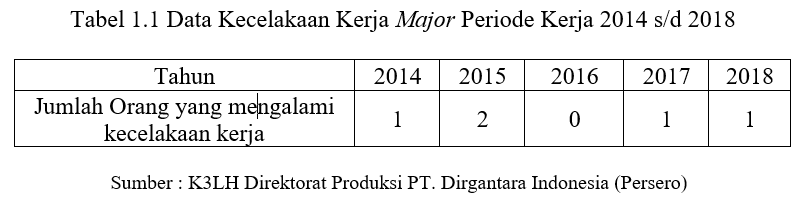 Tabel 1.1 Data Kecelakaan Kerja Major Periode Kerja 2014 s/d 2018
Tahun 2014 2015 2016 2017 2018
Jumlah Orang yang mengalami
kecelakaan kerja 1 2 0 1 1
Sumber : K3LH Direktorat Produksi PT. Dirgantara Indonesia (Persero)